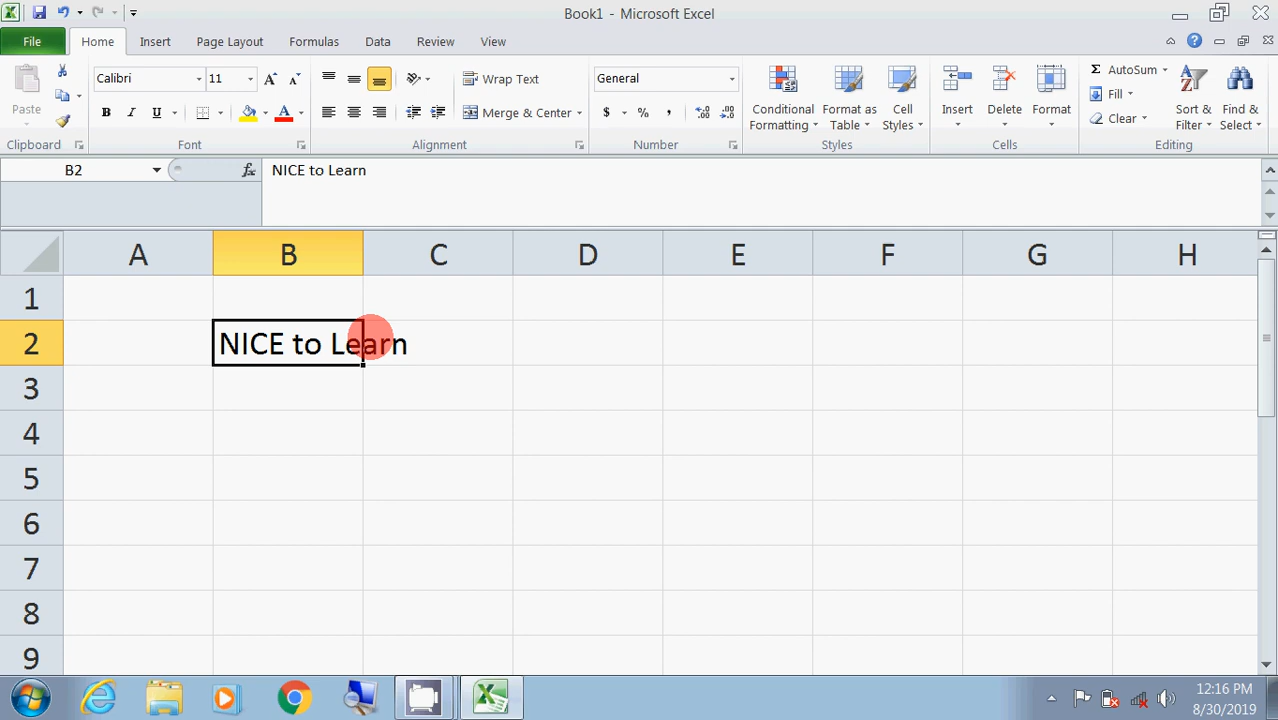 Book1 - Microsoft Excel
File Home Insert Page Layout Formulas Data Review View
Paste
Calibri 11
B I U
Wrap Text
Merge & Center
General
$ % ,
Conditional Formatting
Format as Table
Cell Styles
Insert
Delete
Format
Σ AutoSum
Fill
Clear
Sort & Filter
Find & Select
Clipboard Font Alignment Number Styles Cells Editing
B2 fx NICE to Learn
A B C D E F G H
1
2 NICE to Learn
3
4
5
6
7
8
9
12:16 PM
8/30/2019